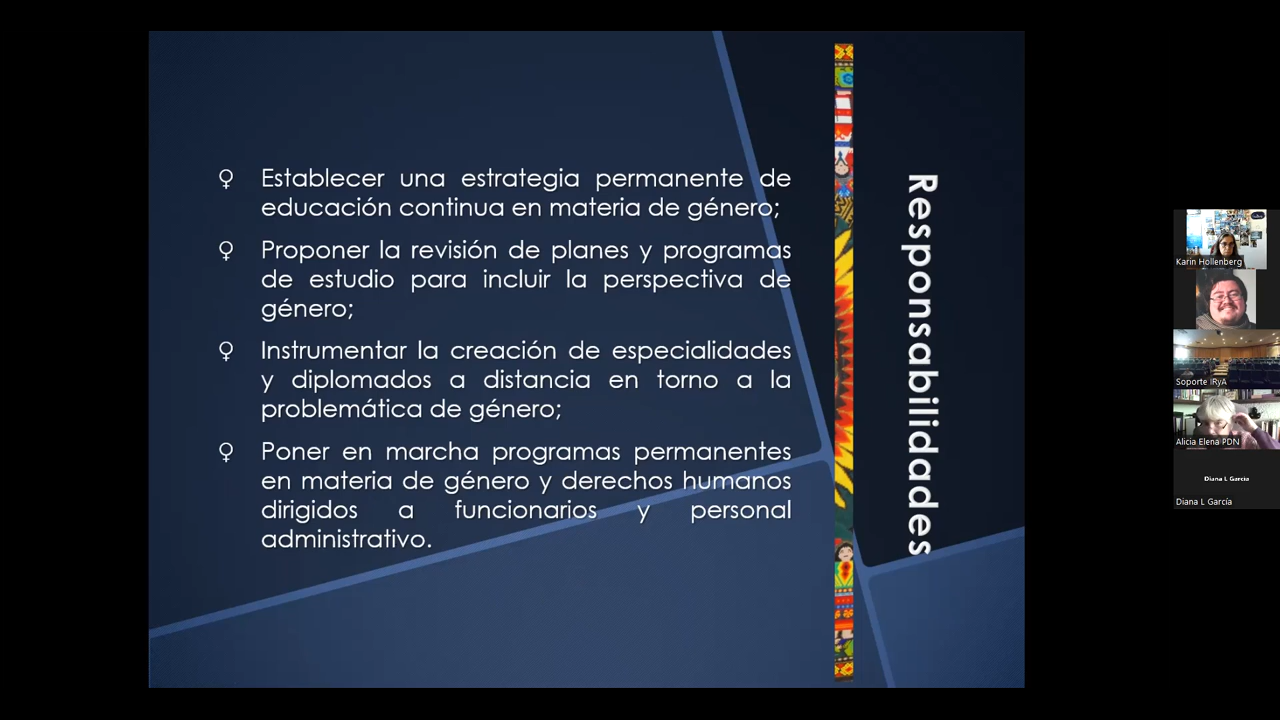 ♀ Establecer una estrategia permanente de
educación continua en materia de género;
♀ Proponer la revisión de planes y programas
de estudio para incluir la perspectiva de
género;
♀ Instrumentar la creación de especialidades
y diplomados a distancia en torno a la
problemática de género;
♀ Poner en marcha programas permanentes
en materia de género y derechos humanos
dirigidos a funcionarios y personal
administrativo.
Responsabilidades
Karin Hollenberg
Soporte IRyA
Alicia Elena PDN
Diana L García
Diana L García